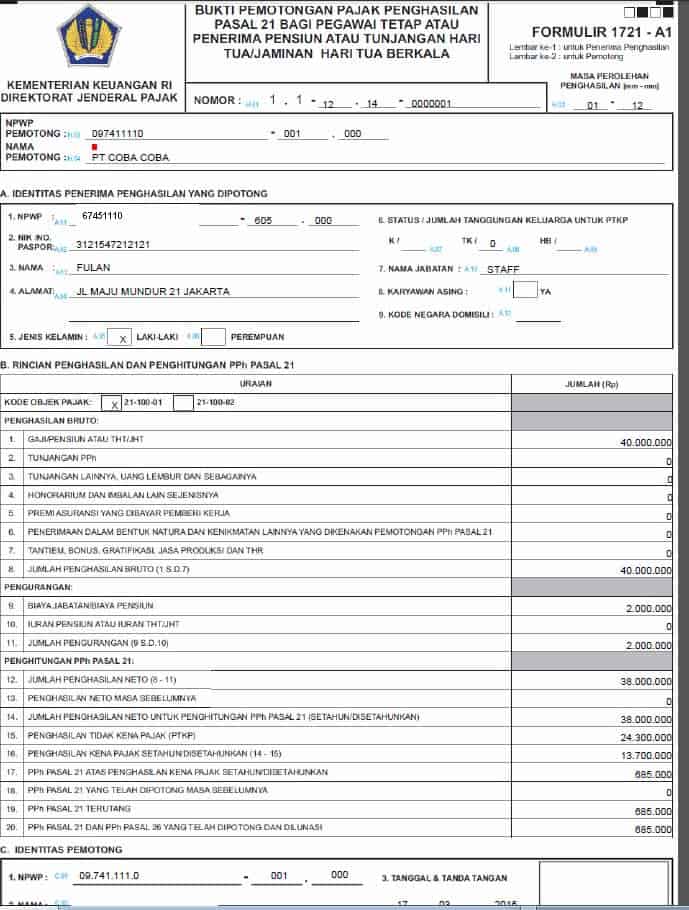 BUKTI PEMOTONGAN PAJAK PENGHASILAN
PASAL 21 BAGI PEGAWAI TETAP ATAU
PENERIMA PENSIUN ATAU TUNJANGAN HARI
TUA/JAMINAN HARI TUA BERKALA
FORMULIR 1721 - A1
Lembar ke-1 : untuk Penerima Penghasilan
Lembar ke-2 : untuk Pemotong
KEMENTERIAN KEUANGAN RI
DIREKTORAT JENDERAL PAJAK
MASA PEROLEHAN
PENGHASILAN [mm - mm]
NOMOR : H.01 1 . 1 - 12 . 14 - 0000001
H.02 01 - 12
NPWP
PEMOTONG : H.03 097411110 - 001 . 000
NAMA
PEMOTONG : H.04 PT COBA COBA
A. IDENTITAS PENERIMA PENGHASILAN YANG DIPOTONG
1. NPWP : A.01 67451110 - 605 . 000
2. NIK /NO.
PASPOR: A.02 3121547212121
3. NAMA : A.03 FULAN
4. ALAMAT: A.04 JL MAJU MUNDUR 21 JAKARTA
5. JENIS KELAMIN : A.05 X LAKI-LAKI A.06 PEREMPUAN
6. STATUS / JUMLAH TANGGUNGAN KELUARGA UNTUK PTKP
K / A.07 TK / 0 A.08 HB / A.09
7. NAMA JABATAN : A.10 STAFF
8. KARYAWAN ASING : A.11 YA
9. KODE NEGARA DOMISILI : A.12
B. RINCIAN PENGHASILAN DAN PENGHITUNGAN PPh PASAL 21
URAIAN JUMLAH (Rp)
KODE OBJEK PAJAK: X 21-100-01 21-100-02
PENGHASILAN BRUTO:
1. GAJI/PENSIUN ATAU THT/JHT 40.000.000
2. TUNJANGAN PPh 0
3. TUNJANGAN LAINNYA, UANG LEMBUR DAN SEBAGAINYA 0
4. HONORARIUM DAN IMBALAN LAIN SEJENISNYA 0
5. PREMI ASURANSI YANG DIBAYAR PEMBERI KERJA 0
6. PENERIMAAN DALAM BENTUK NATURA DAN KENIKMATAN LAINNYA YANG DIKENAKAN PEMOTONGAN PPh PASAL 21 0
7. TANTIEM, BONUS, GRATIFIKASI, JASA PRODUKSI DAN THR 0
8. JUMLAH PENGHASILAN BRUTO (1 S.D.7) 40.000.000
PENGURANGAN:
9. BIAYA JABATAN/BIAYA PENSIUN 2.000.000
10. IURAN PENSIUN ATAU IURAN THT/JHT 0
11. JUMLAH PENGURANGAN (9 S.D.10) 2.000.000
PENGHITUNGAN PPh PASAL 21:
12. JUMLAH PENGHASILAN NETO (8 - 11) 38.000.000
13. PENGHASILAN NETO MASA SEBELUMNYA 0
14. JUMLAH PENGHASILAN NETO UNTUK PENGHITUNGAN PPh PASAL 21 (SETAHUN/DISETAHUNKAN) 38.000.000
15. PENGHASILAN TIDAK KENA PAJAK (PTKP) 24.300.000
16. PENGHASILAN KENA PAJAK SETAHUN/DISETAHUNKAN (14 - 15) 13.700.000
17. PPh PASAL 21 ATAS PENGHASILAN KENA PAJAK SETAHUN/DISETAHUNKAN 685.000
18. PPh PASAL 21 YANG TELAH DIPOTONG MASA SEBELUMNYA 0
19. PPh PASAL 21 TERUTANG 685.000
20. PPh PASAL 21 DAN PPh PASAL 26 YANG TELAH DIPOTONG DAN DILUNASI 685.000
C. IDENTITAS PEMOTONG
1. NPWP : C.01 09.741.111.0 - 001 . 000
3. TANGGAL & TANDA TANGAN